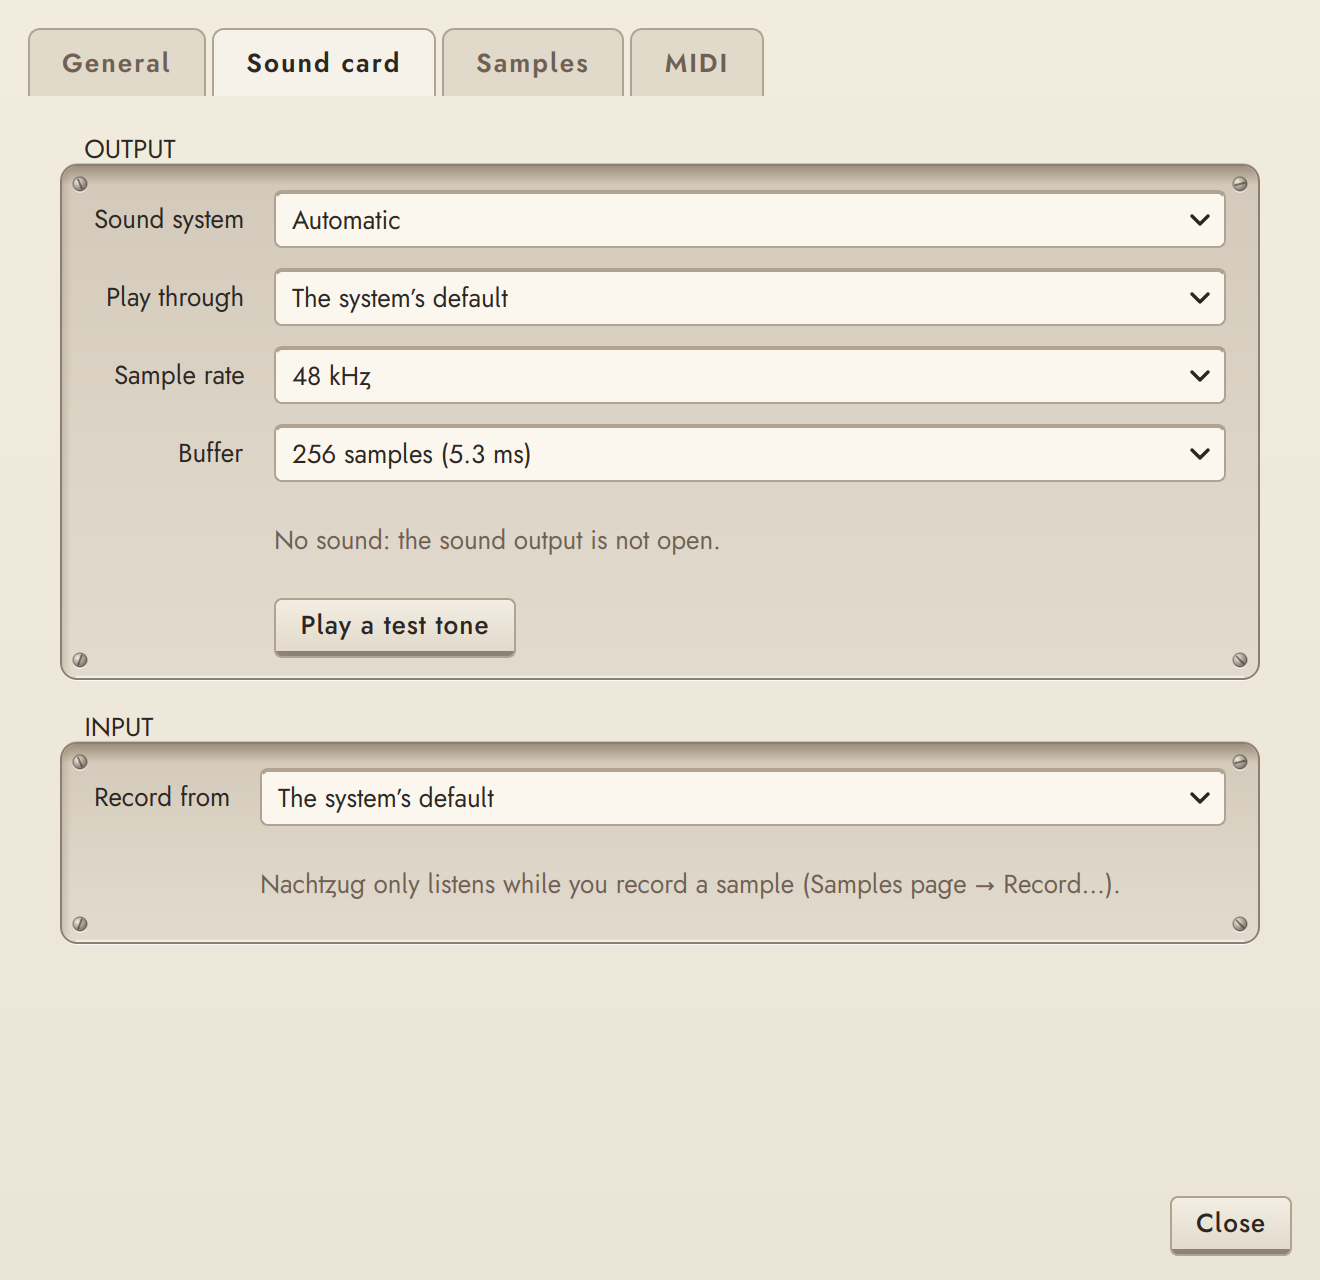 General Sound card Samples MIDI
OUTPUT
Sound system Automatic
Play through The system’s default
Sample rate 48 kHz
Buffer 256 samples (5.3 ms)
No sound: the sound output is not open.
Play a test tone
INPUT
Record from The system’s default
Nachtzug only listens while you record a sample (Samples page → Record…).
Close